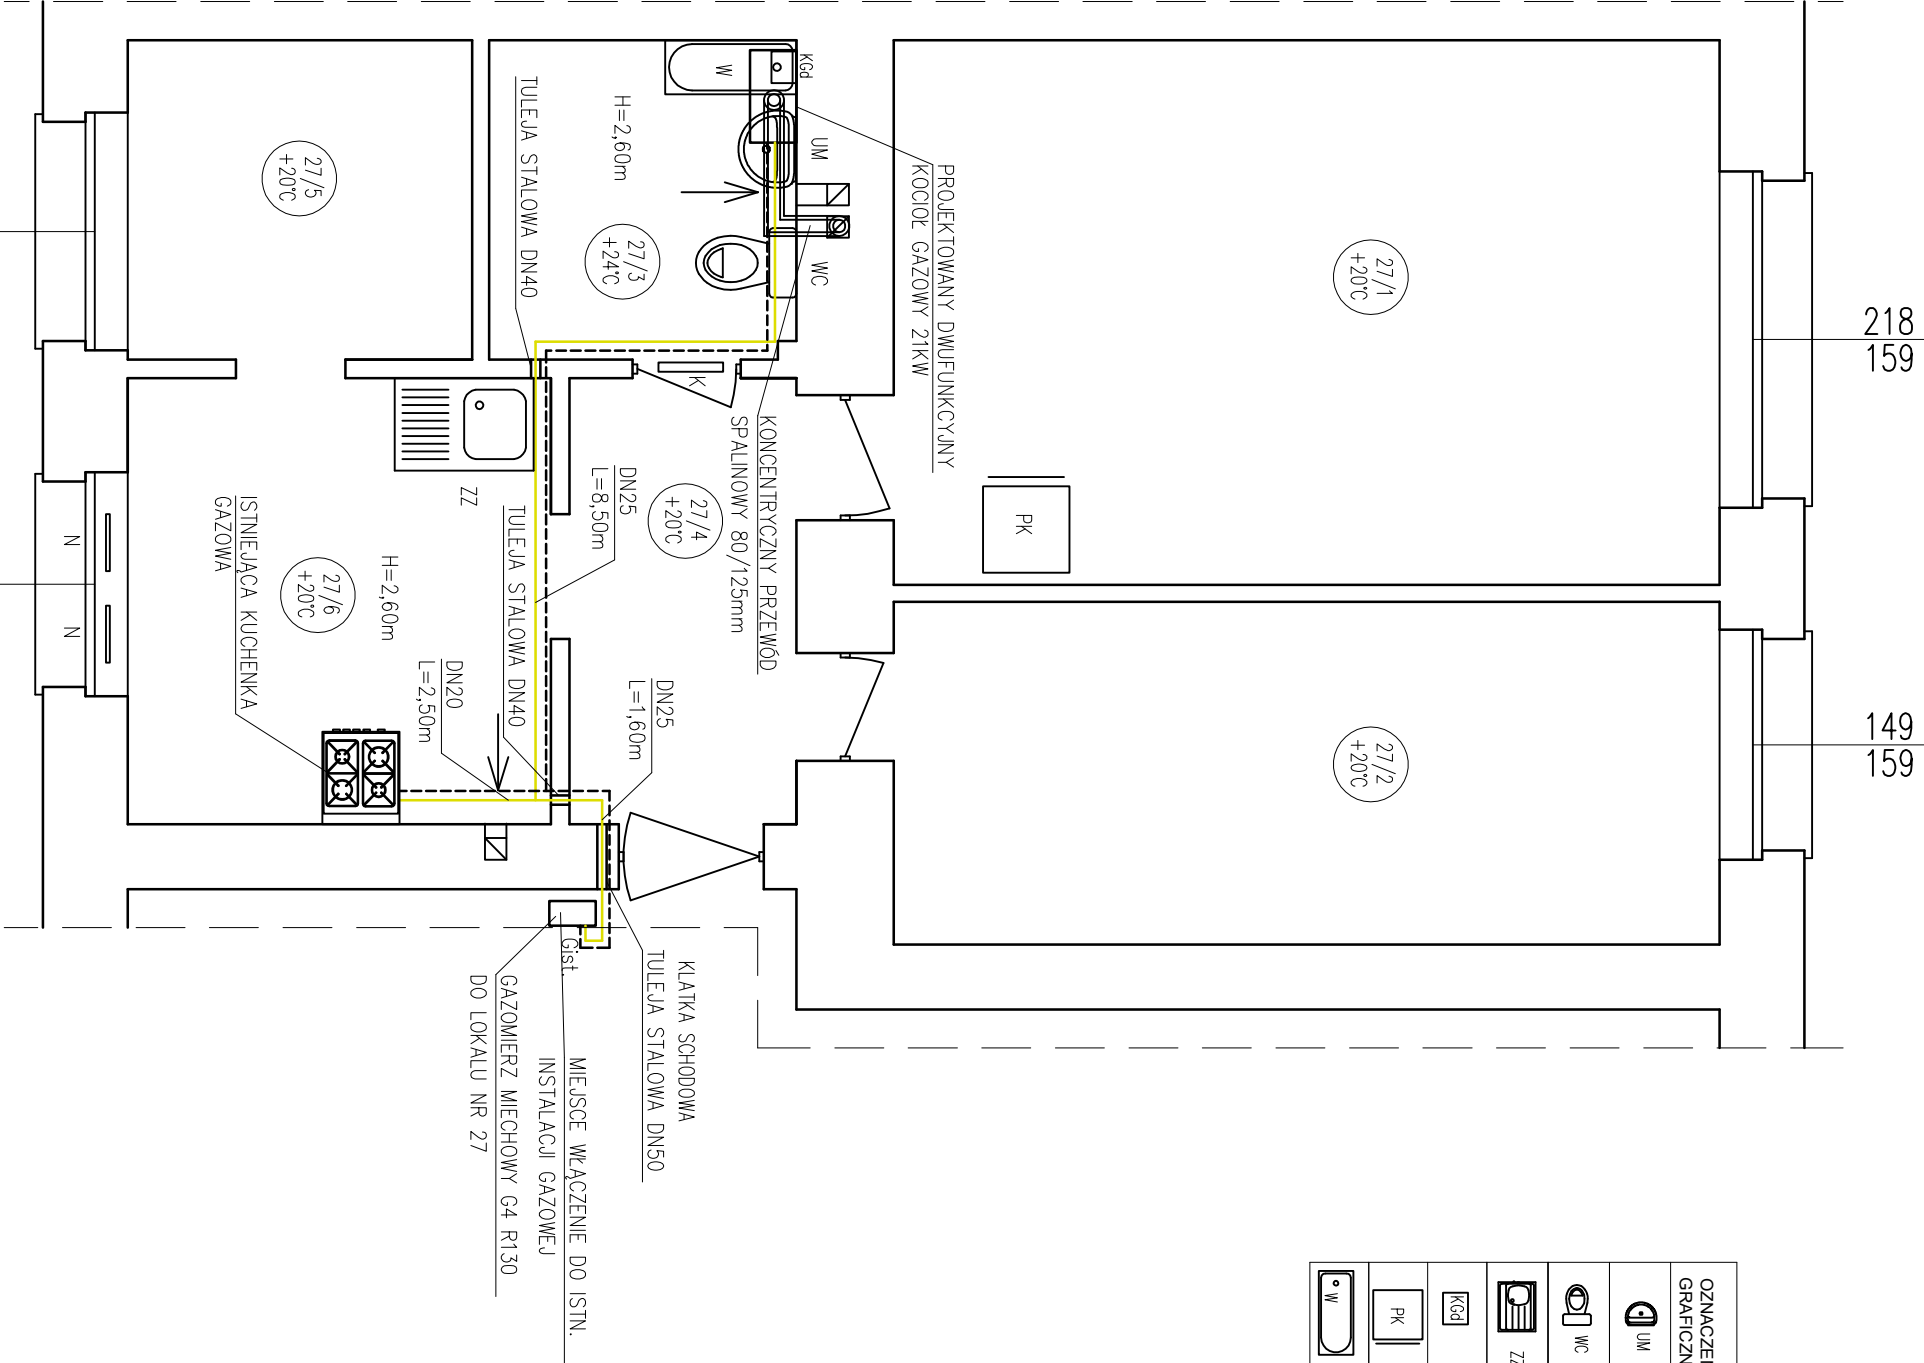 218
159
149
159
27/1
+20°C
27/2
+20°C
PK
PROJEKTOWANY DWUFUNKCYJNY
KOCIOŁ GAZOWY 21KW
KGd
UM
WC
W
H=2,60m
27/3
+24°C
TULEJA STALOWA DN40
27/5
+20°C
K
KONCENTRYCZNY PRZEWÓD
SPALINOWY 80/125mm
27/4
+20°C
DN25
L=8,50m
ZZ
TULEJA STALOWA DN40
DN25
L=1,60m
H=2,60m
DN20
L=2,50m
27/6
+20°C
ISTNIEJĄCA KUCHENKA
GAZOWA
N
N
Gist.
KLATKA SCHODOWA
TULEJA STALOWA DN50
MIEJSCE WŁĄCZENIE DO ISTN.
INSTALACJI GAZOWEJ
GAZOMIERZ MIECHOWY G4 R130
DO LOKALU NR 27
UM
WC
KGd
PK
W